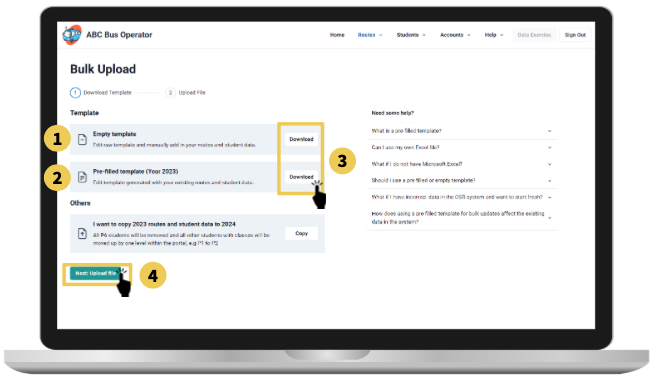 ABC Bus Operator
Home Routes Students Accounts Help Data Exercise Sign Out
Bulk Upload
1 Download Template 2 Upload File
Template
Need some help?
1
Empty template
Edit raw template and manually add in your routes and student data.
Download
What is a pre filled template?
Can I use my own Excel file?
3
2
Pre-filled template (Year 2023)
Edit template generated with your existing routes and student data.
Download
What if I do not have Microsoft Excel?
Should I use a pre filled or empty template?
What if I have incorrect data in the OSB system and want to start fresh?
How does using a pre filled template for bulk updates affect the existing
data in the system?
Others
I want to copy 2023 routes and student data to 2024
All P6 students will be removed and all other students with classes will be
moved up by one level within the portal, e.g P1 to P2
Copy
Next: Upload file
4